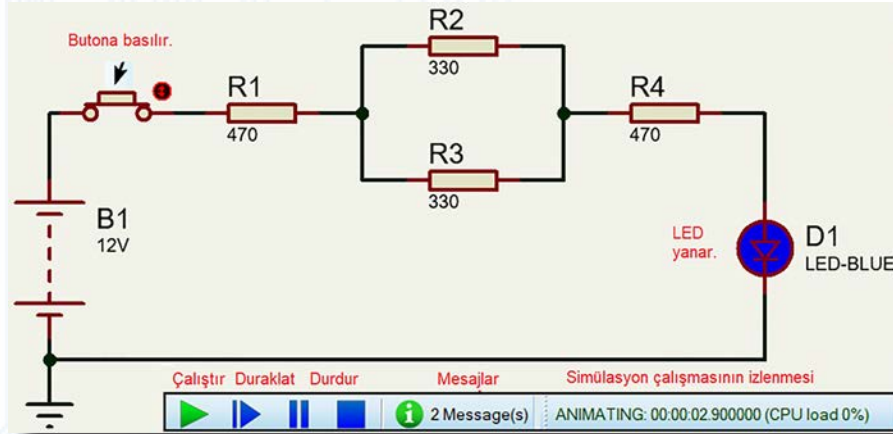 Butona basılır.
R2
330
R1
470
R4
470
R3
330
B1
12V
LED
yanar.
D1
LED-BLUE
Çalıştır Duraklat Durdur Mesajlar Simülasyon çalışmasının izlenmesi
2 Message(s) ANIMATING: 00:00:02.900000 (CPU load 0%)